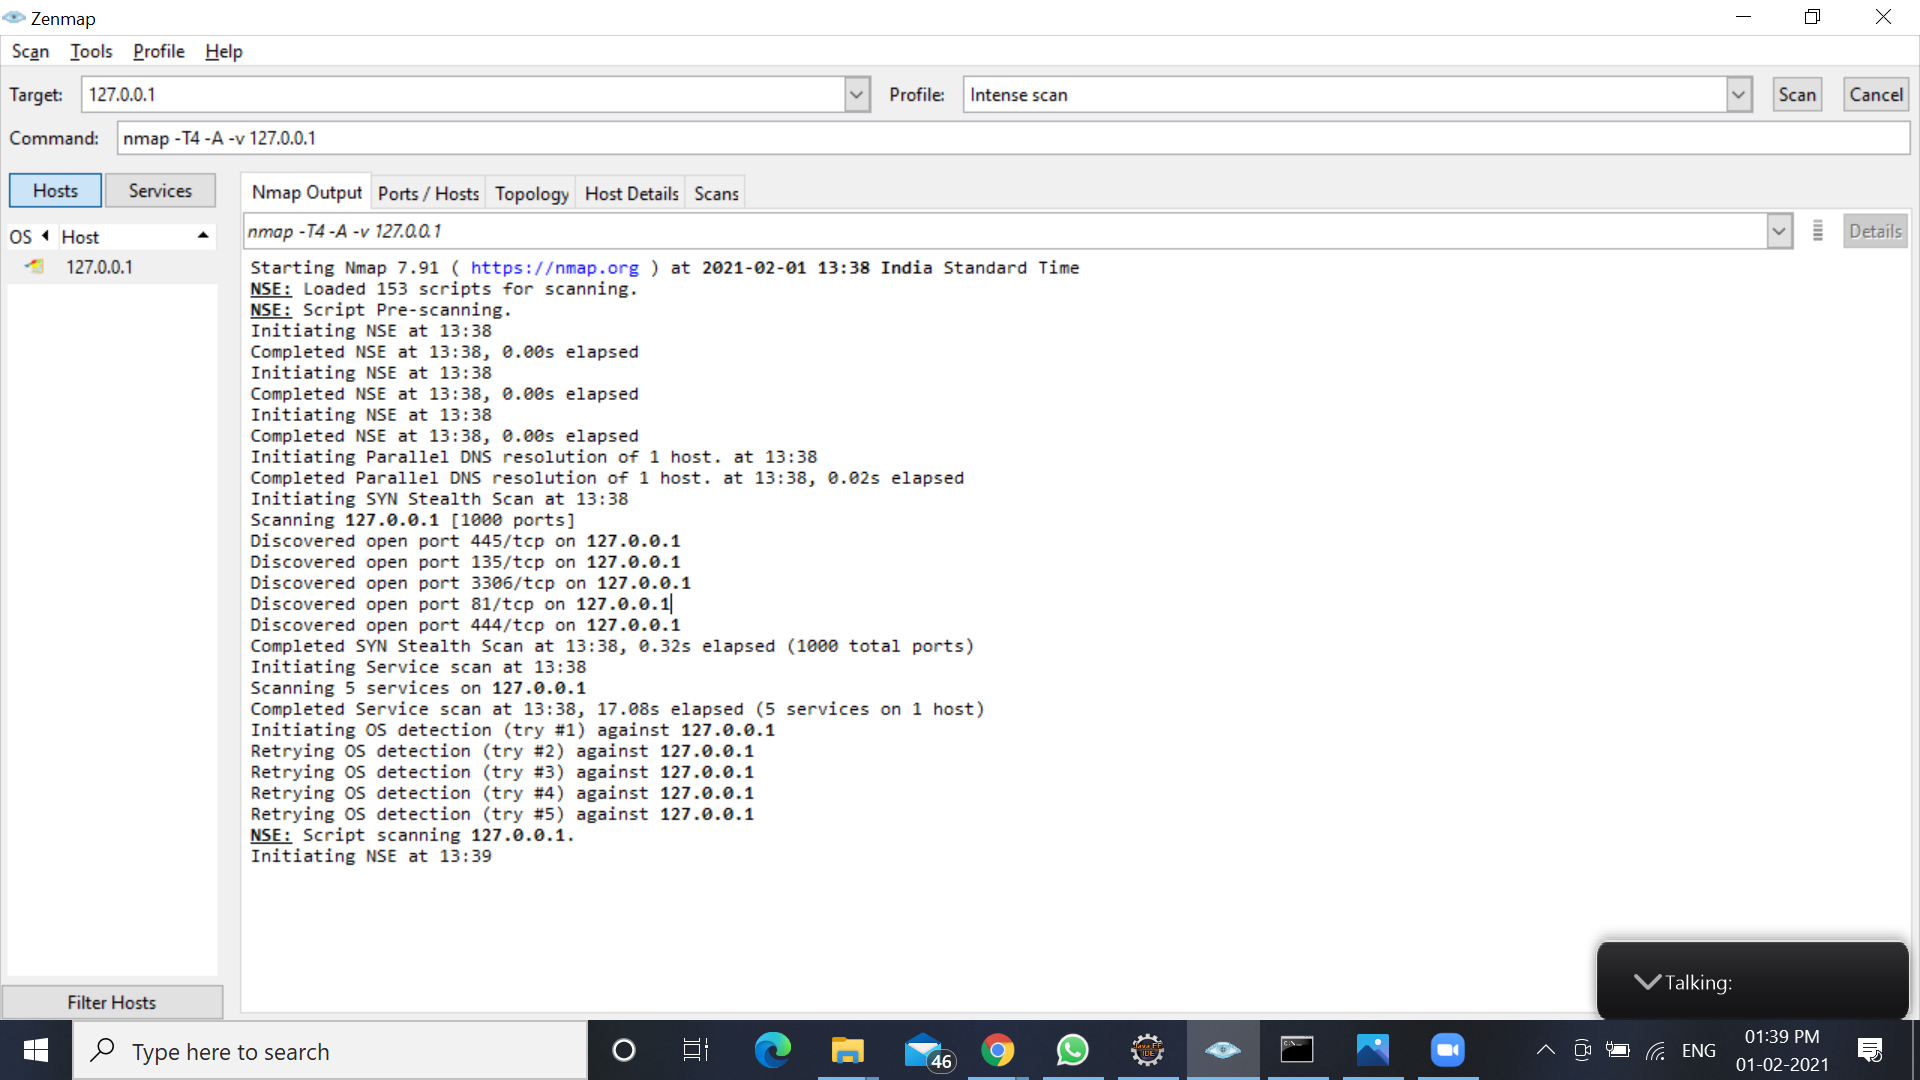 Zenmap
Scan Tools Profile Help
Target: 127.0.0.1 Profile: Intense scan Scan Cancel
Command: nmap -T4 -A -v 127.0.0.1
Hosts Services
Nmap Output Ports / Hosts Topology Host Details Scans
OS Host
127.0.0.1
nmap -T4 -A -v 127.0.0.1 Details
Starting Nmap 7.91 ( https://nmap.org ) at 2021-02-01 13:38 India Standard Time
NSE: Loaded 153 scripts for scanning.
NSE: Script Pre-scanning.
Initiating NSE at 13:38
Completed NSE at 13:38, 0.00s elapsed
Initiating NSE at 13:38
Completed NSE at 13:38, 0.00s elapsed
Initiating NSE at 13:38
Completed NSE at 13:38, 0.00s elapsed
Initiating Parallel DNS resolution of 1 host. at 13:38
Completed Parallel DNS resolution of 1 host. at 13:38, 0.02s elapsed
Initiating SYN Stealth Scan at 13:38
Scanning 127.0.0.1 [1000 ports]
Discovered open port 445/tcp on 127.0.0.1
Discovered open port 135/tcp on 127.0.0.1
Discovered open port 3306/tcp on 127.0.0.1
Discovered open port 81/tcp on 127.0.0.1
Discovered open port 444/tcp on 127.0.0.1
Completed SYN Stealth Scan at 13:38, 0.32s elapsed (1000 total ports)
Initiating Service scan at 13:38
Scanning 5 services on 127.0.0.1
Completed Service scan at 13:38, 17.08s elapsed (5 services on 1 host)
Initiating OS detection (try #1) against 127.0.0.1
Retrying OS detection (try #2) against 127.0.0.1
Retrying OS detection (try #3) against 127.0.0.1
Retrying OS detection (try #4) against 127.0.0.1
Retrying OS detection (try #5) against 127.0.0.1
NSE: Script scanning 127.0.0.1.
Initiating NSE at 13:39
Filter Hosts
Talking:
Type here to search
46
Java EE
IDE
ENG
01:39 PM
01-02-2021